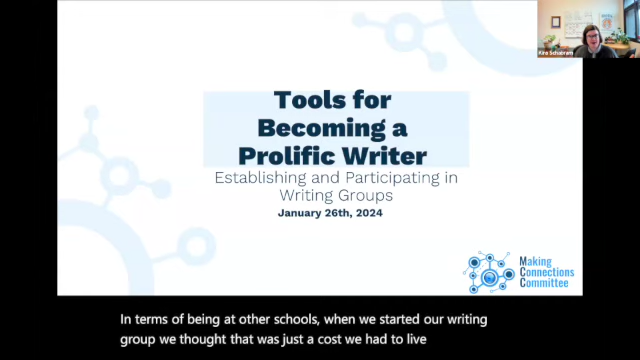 Kira Schabram
Tools for
Becoming a
Prolific Writer
Establishing and Participating in
Writing Groups
January 26th, 2024
Making
Connections
Committee
In terms of being at other schools, when we started our writing
group we thought that was just a cost we had to live